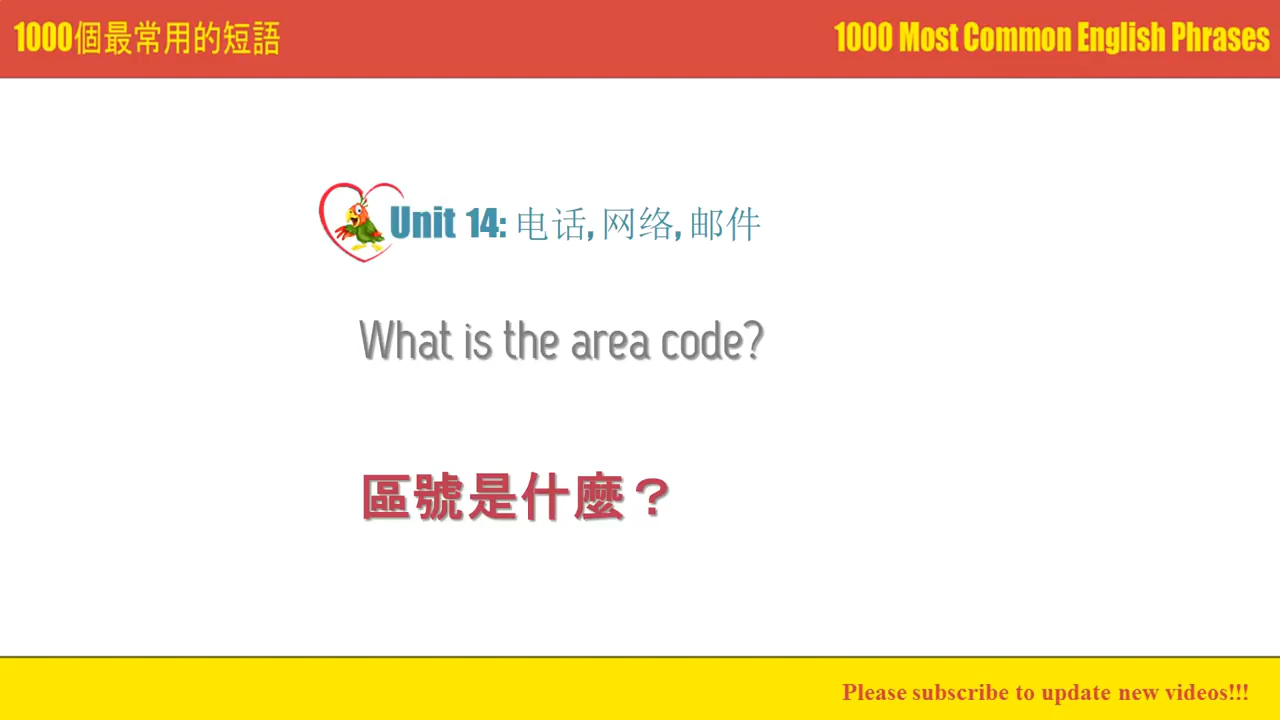 1000個最常用的短語
1000 Most Common English Phrases
Unit 14: 电话, 网络, 邮件
What is the area code?
區號是什麼？
Please subscribe to update new videos!!!